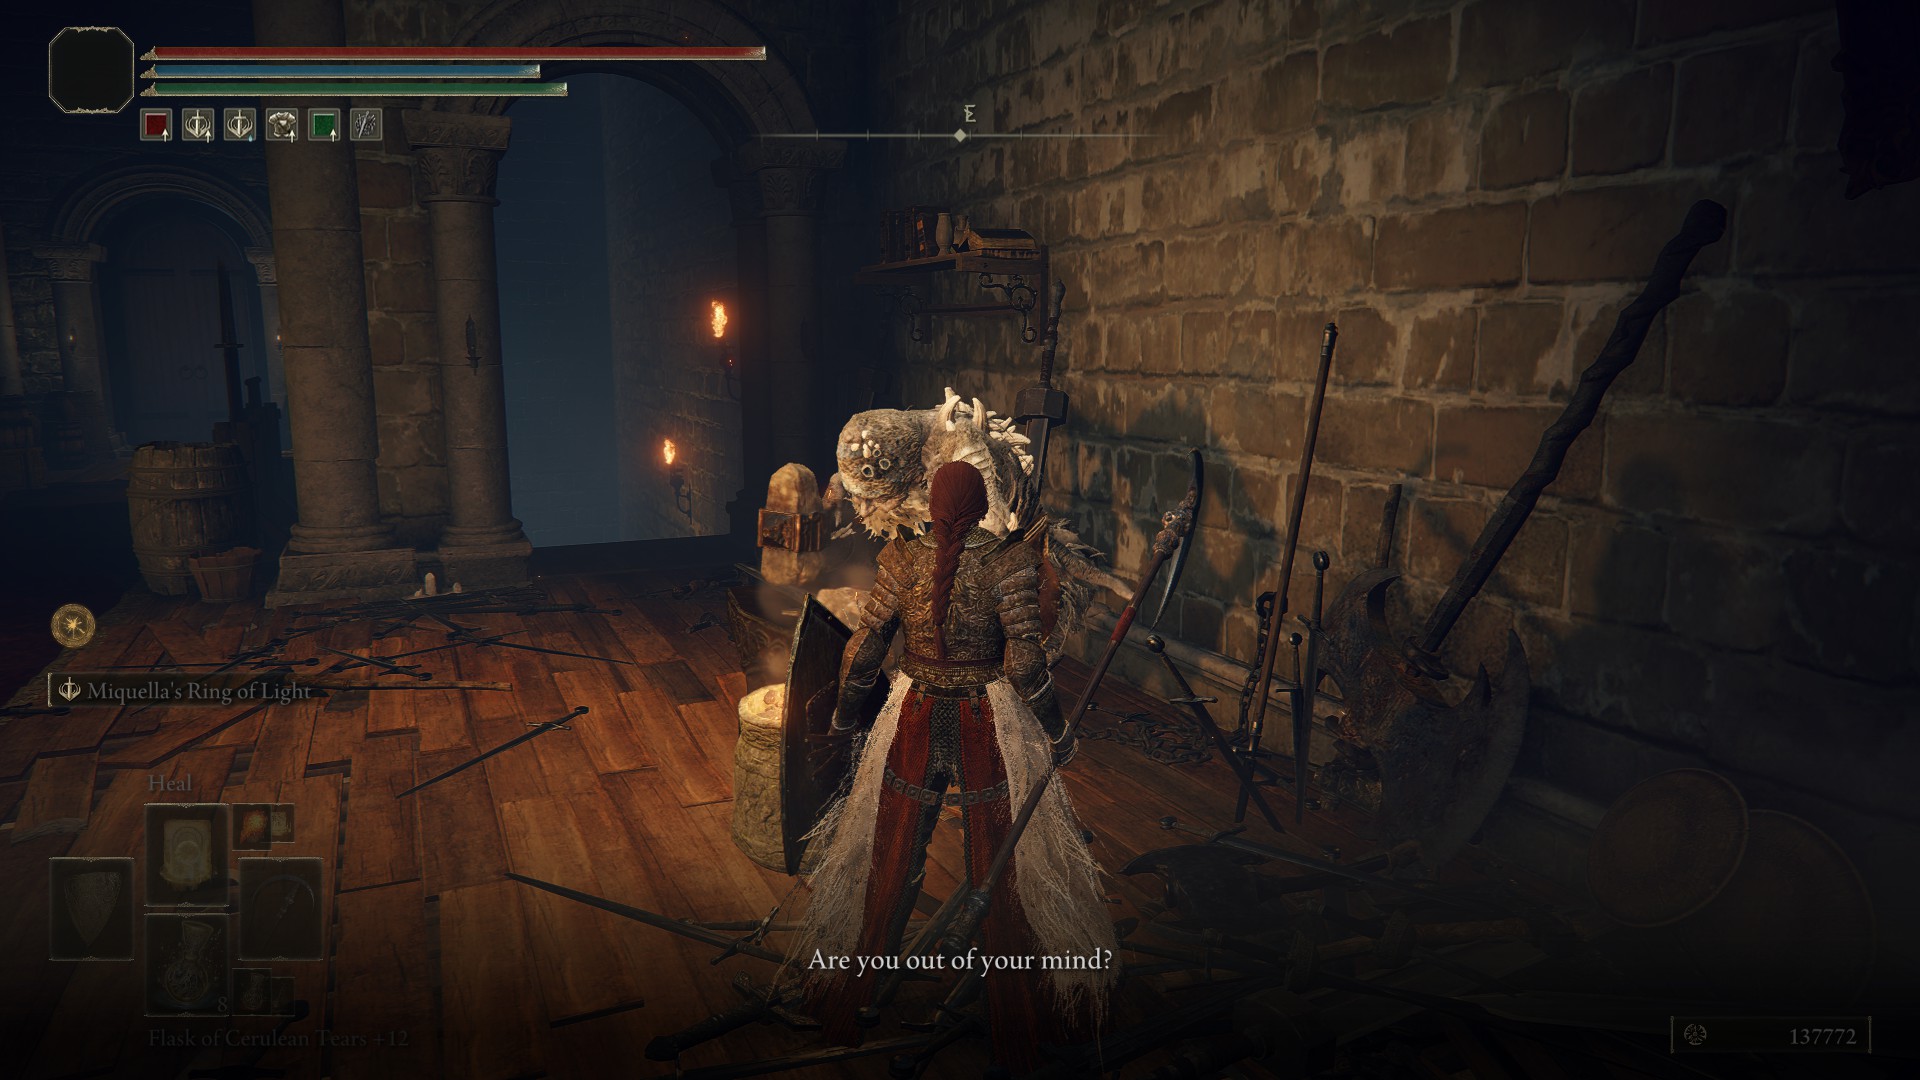 E
Miquella's Ring of Light
Heal
8
Are you out of your mind?
Flask of Cerulean Tears +12
137772